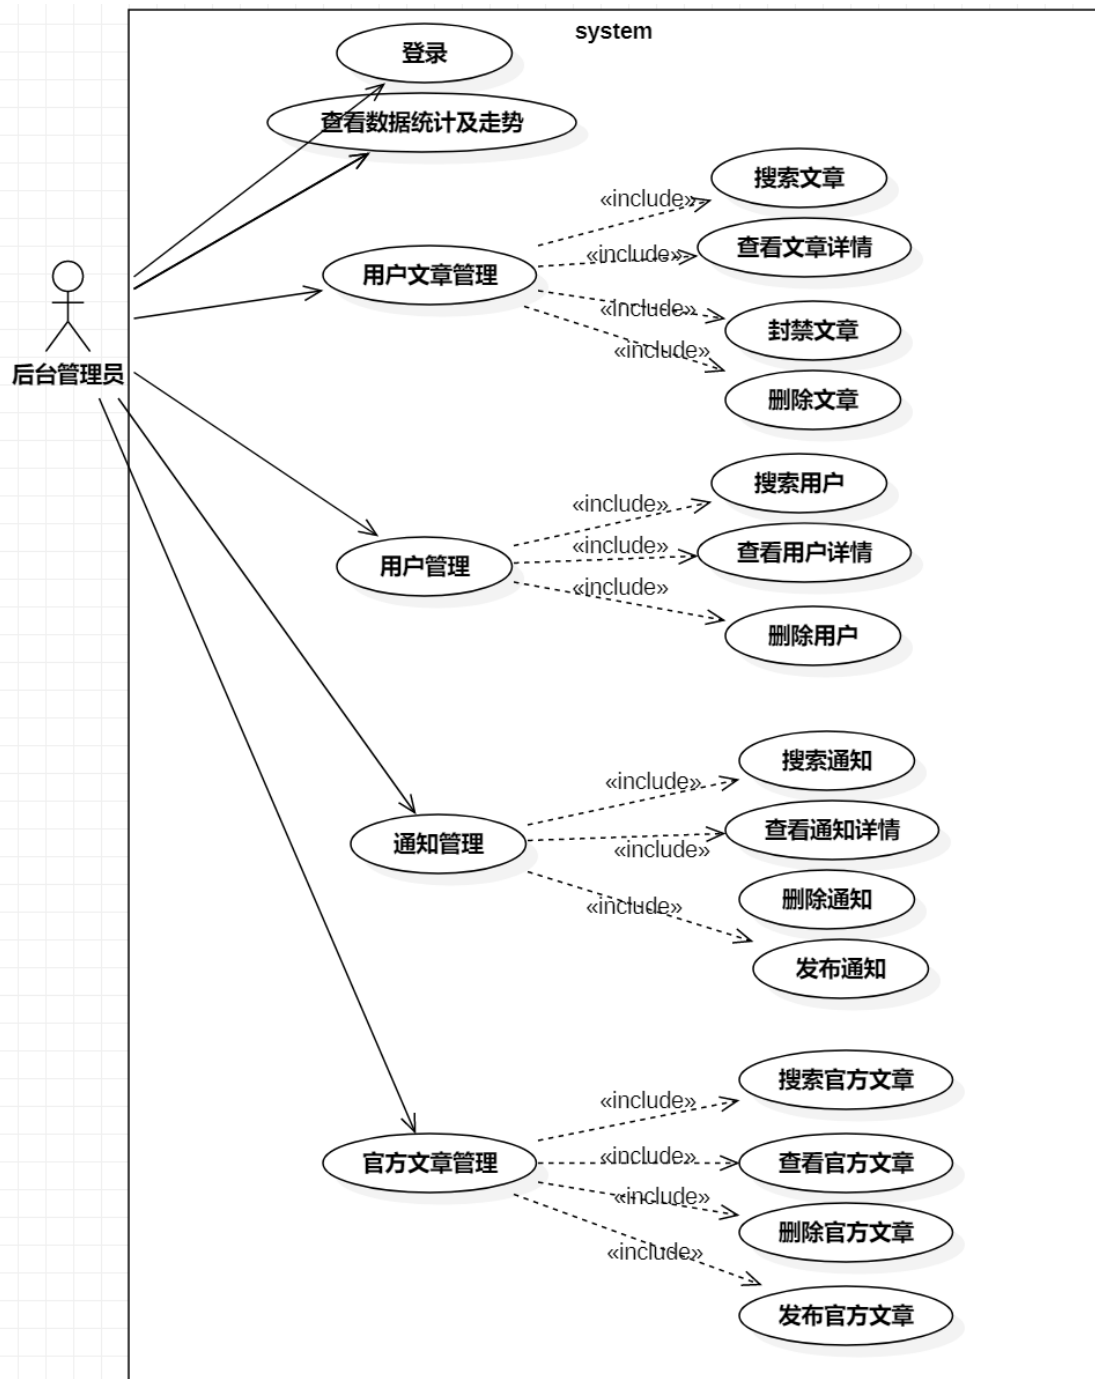 system
登录
查看数据统计及走势
搜索文章
«include»
查看文章详情
«include»
用户文章管理
«include»
封禁文章
«include»
后台管理员
删除文章
搜索用户
«include»
«include»
查看用户详情
用户管理
«include»
删除用户
搜索通知
«include»
查看通知详情
通知管理
«include»
删除通知
«include»
发布通知
搜索官方文章
«include»
官方文章管理
«include»
查看官方文章
«include»
删除官方文章
«include»
发布官方文章